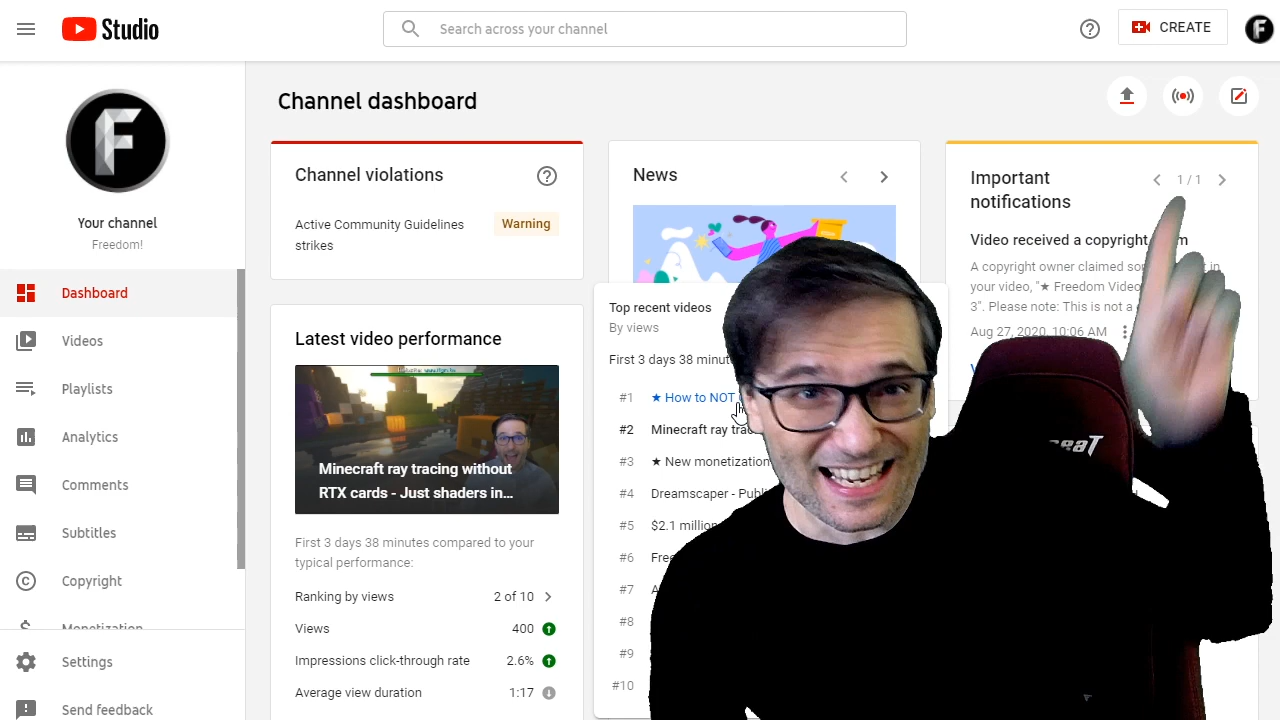 Studio
Search across your channel
CREATE
Your channel
Freedom!
Dashboard
Videos
Playlists
Analytics
Comments
Subtitles
Copyright
Monetization
Settings
Send feedback
Channel dashboard
Channel violations
Active Community Guidelines
strikes
Warning
Latest video performance
Minecraft ray tracing without
RTX cards - Just shaders in...
First 3 days 38 minutes compared to your
typical performance:
Ranking by views
2 of 10
Views
400
Impressions click-through rate
2.6%
Average view duration
1:17
News
Top recent videos
By views
First 3 days 38 minut
#1 ★ How to NOT
#2 Minecraft ray
#3 ★ New monetization
#4 Dreamscaper -
#5 $2.1 million
#6
#7
#8
#9
#10
Important
notifications
1 / 1
Video received a copyright
A copyright owner claimed in
your video, "★ Freedom Video
3". Please note: This is not a
Aug 27, 2020, 10:06 AM